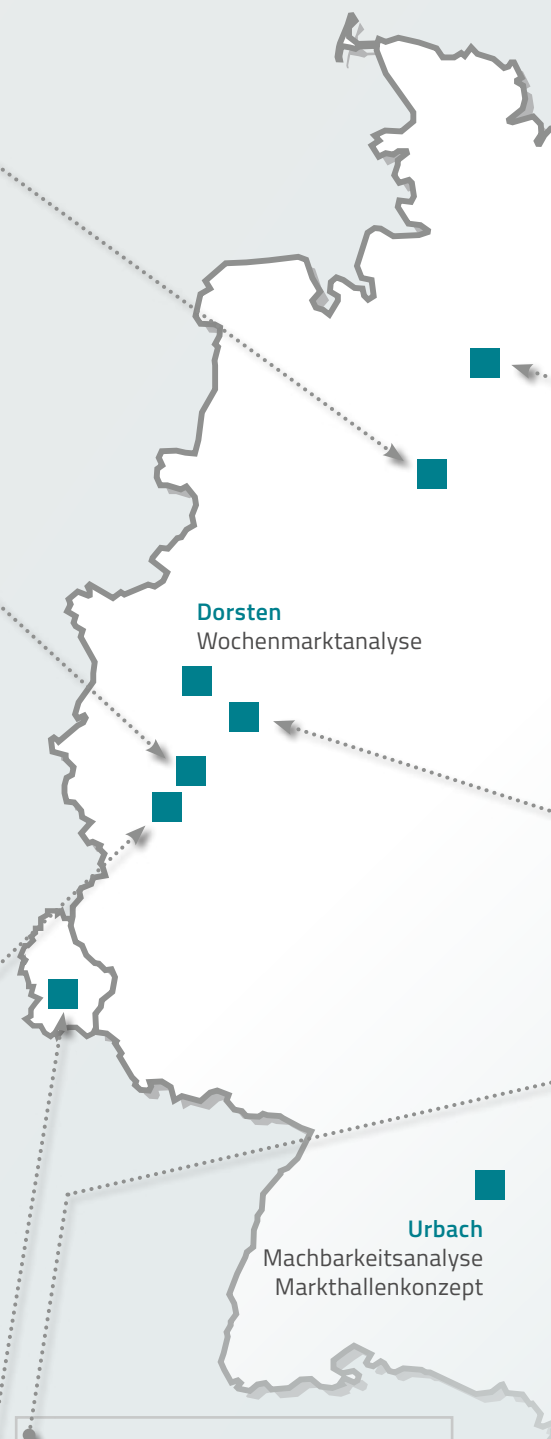 Dorsten
Wochenmarktanalyse
Urbach
Machbarkeitsanalyse
Markthallenkonzept